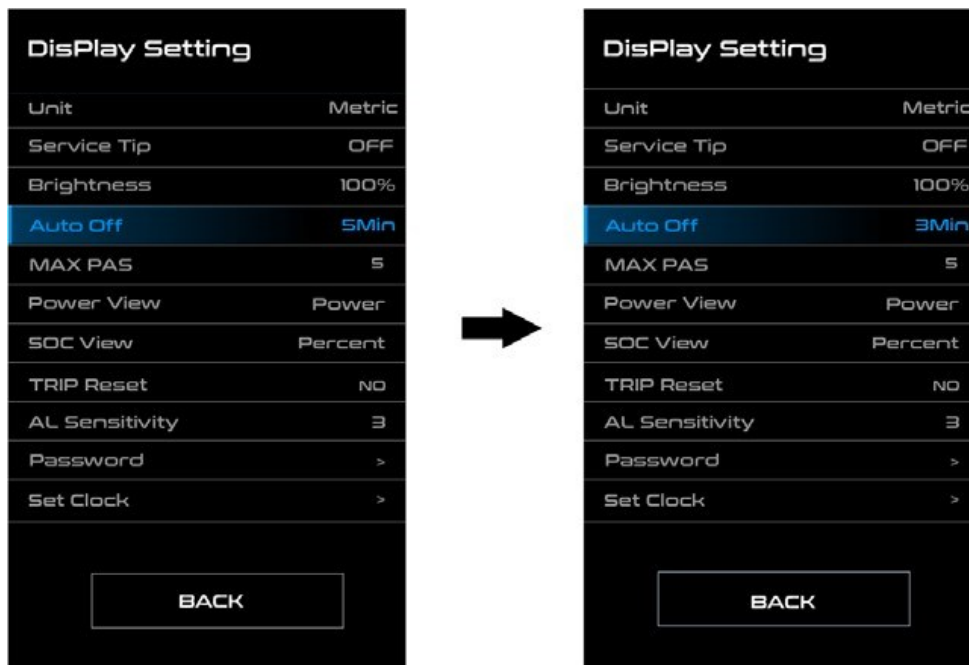 DisPlay Setting
Unit Metric
Service Tip OFF
Brightness 100%
Auto Off 5Min
MAX PAS 5
Power View Power
SOC View Percent
TRIP Reset NO
AL Sensitivity 3
Password >
Set Clock >
BACK
DisPlay Setting
Unit Metric
Service Tip OFF
Brightness 100%
Auto Off 3Min
MAX PAS 5
Power View Power
SOC View Percent
TRIP Reset NO
AL Sensitivity 3
Password >
Set Clock >
BACK